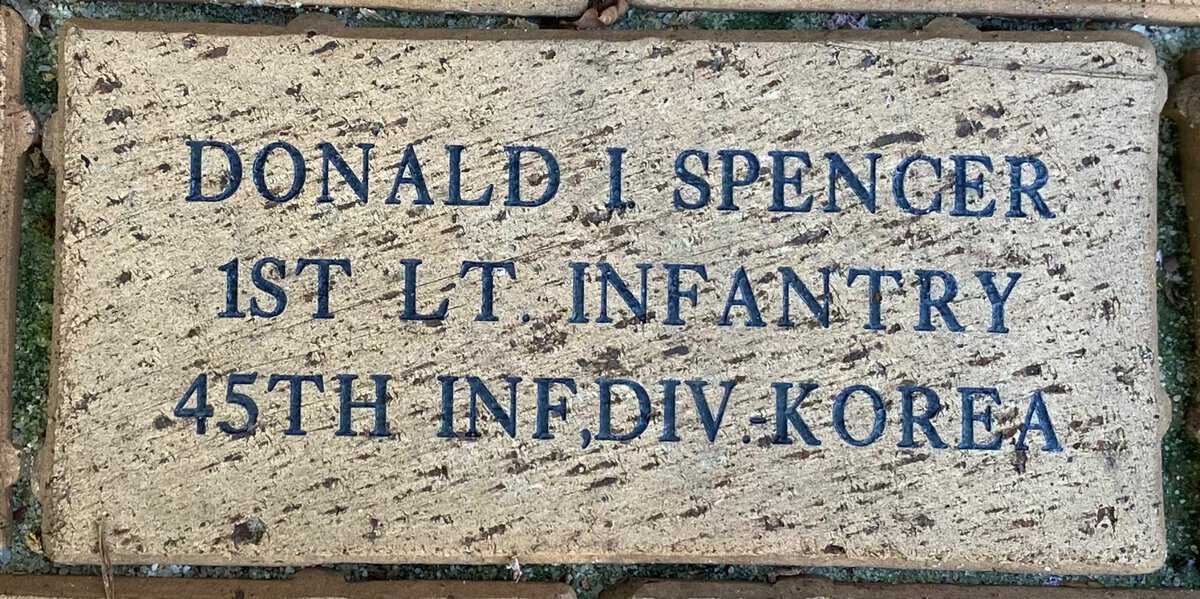 DONALD I. SPENCER
1ST LT. INFANTRY
45TH INF,DIV.-KOREA